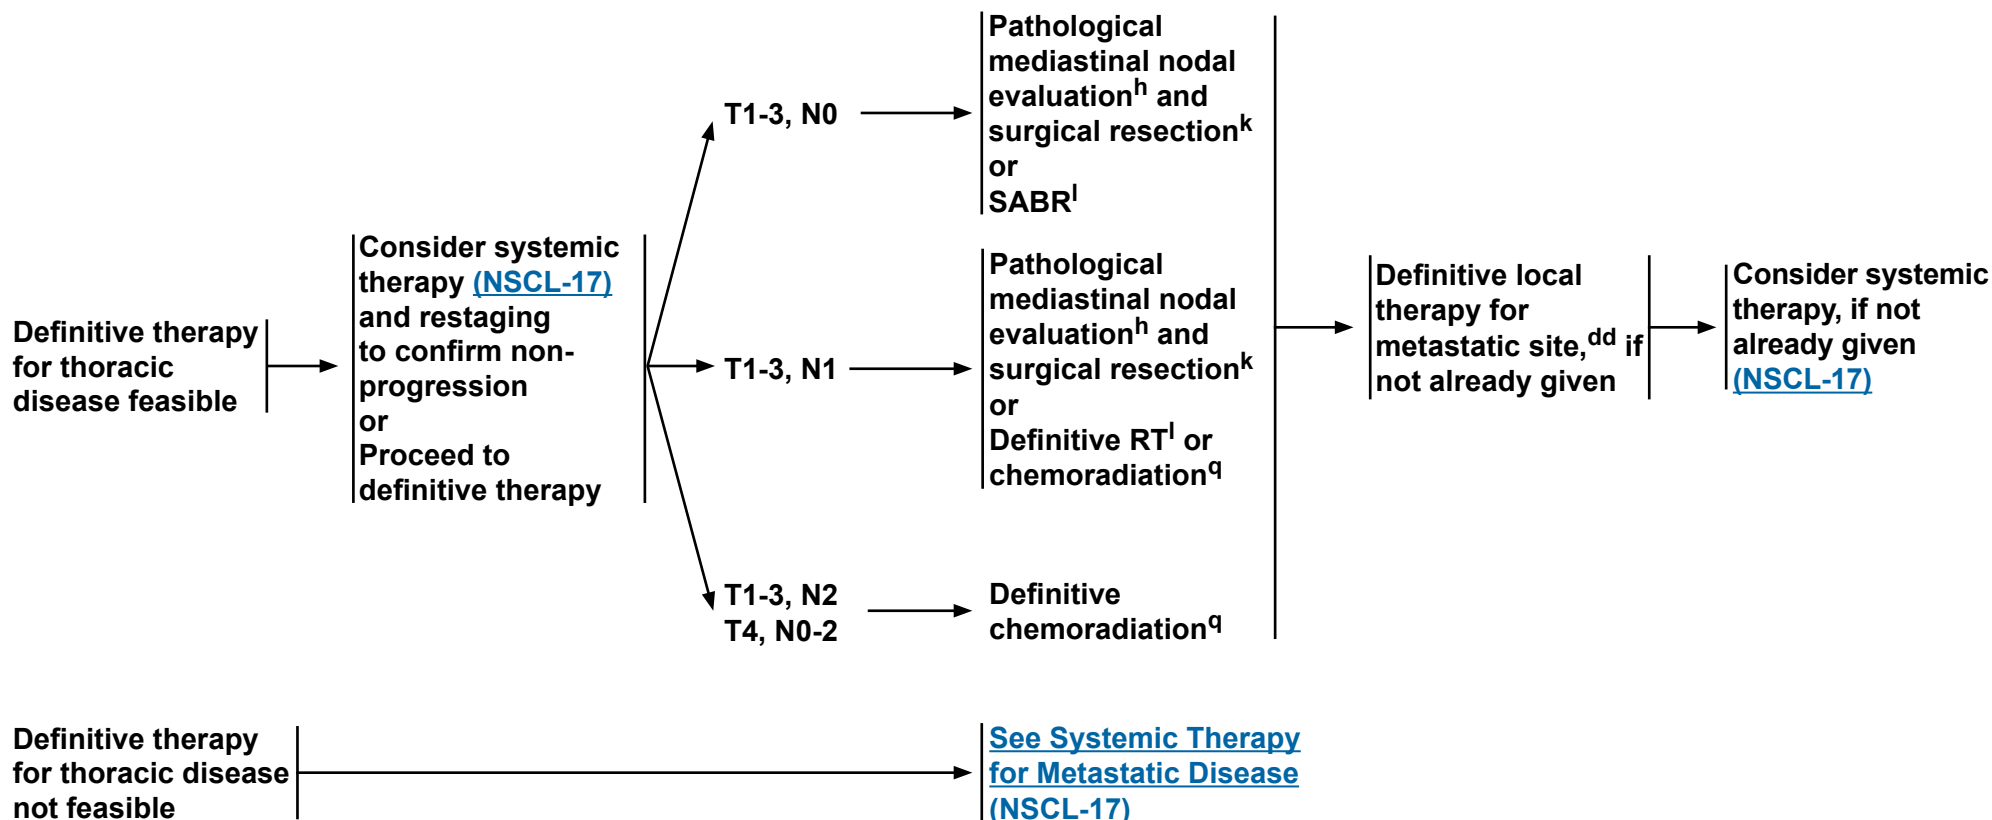 Definitive therapy
for thoracic
disease feasible
Consider systemic
therapy (NSCL-17)
and restaging
to confirm non-
progression
or
Proceed to
definitive therapy
T1-3, N0
Pathological
mediastinal nodal
evaluationh and
surgical resectionk
or
SABRl
T1-3, N1
Pathological
mediastinal nodal
evaluationh and
surgical resectionk
or
Definitive RTl or
chemoradiationq
T1-3, N2
T4, N0-2
Definitive
chemoradiationq
Definitive local
therapy for
metastatic site,dd if
not already given
Consider systemic
therapy, if not
already given
(NSCL-17)
Definitive therapy
for thoracic disease
not feasible
See Systemic Therapy
for Metastatic Disease
(NSCL-17)